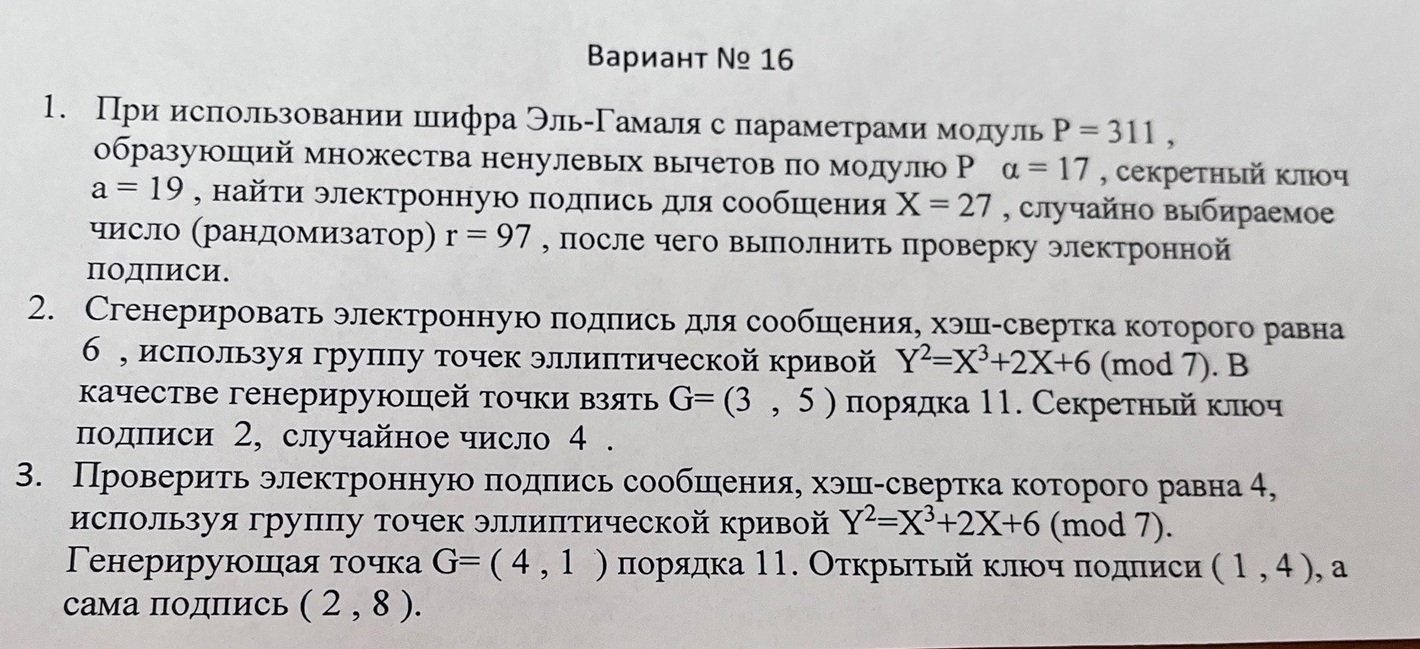 Вариант № 16
1. При использовании шифра Эль-Гамаля с параметрами модуль P = 311 ,
образующий множества ненулевых вычетов по модулю P α = 17 , секретный ключ
a = 19 , найти электронную подпись для сообщения X = 27 , случайно выбираемое
число (рандомизатор) r = 97 , после чего выполнить проверку электронной
подписи.
2. Сгенерировать электронную подпись для сообщения, хэш-свертка которого равна
6 , используя группу точек эллиптической кривой Y²=X³+2X+6 (mod 7). В
качестве генерирующей точки взять G= (3 , 5 ) порядка 11. Секретный ключ
подписи 2, случайное число 4 .
3. Проверить электронную подпись сообщения, хэш-свертка которого равна 4,
используя группу точек эллиптической кривой Y²=X³+2X+6 (mod 7).
Генерирующая точка G= ( 4 , 1 ) порядка 11. Открытый ключ подписи ( 1 , 4 ), а
сама подпись ( 2 , 8 ).